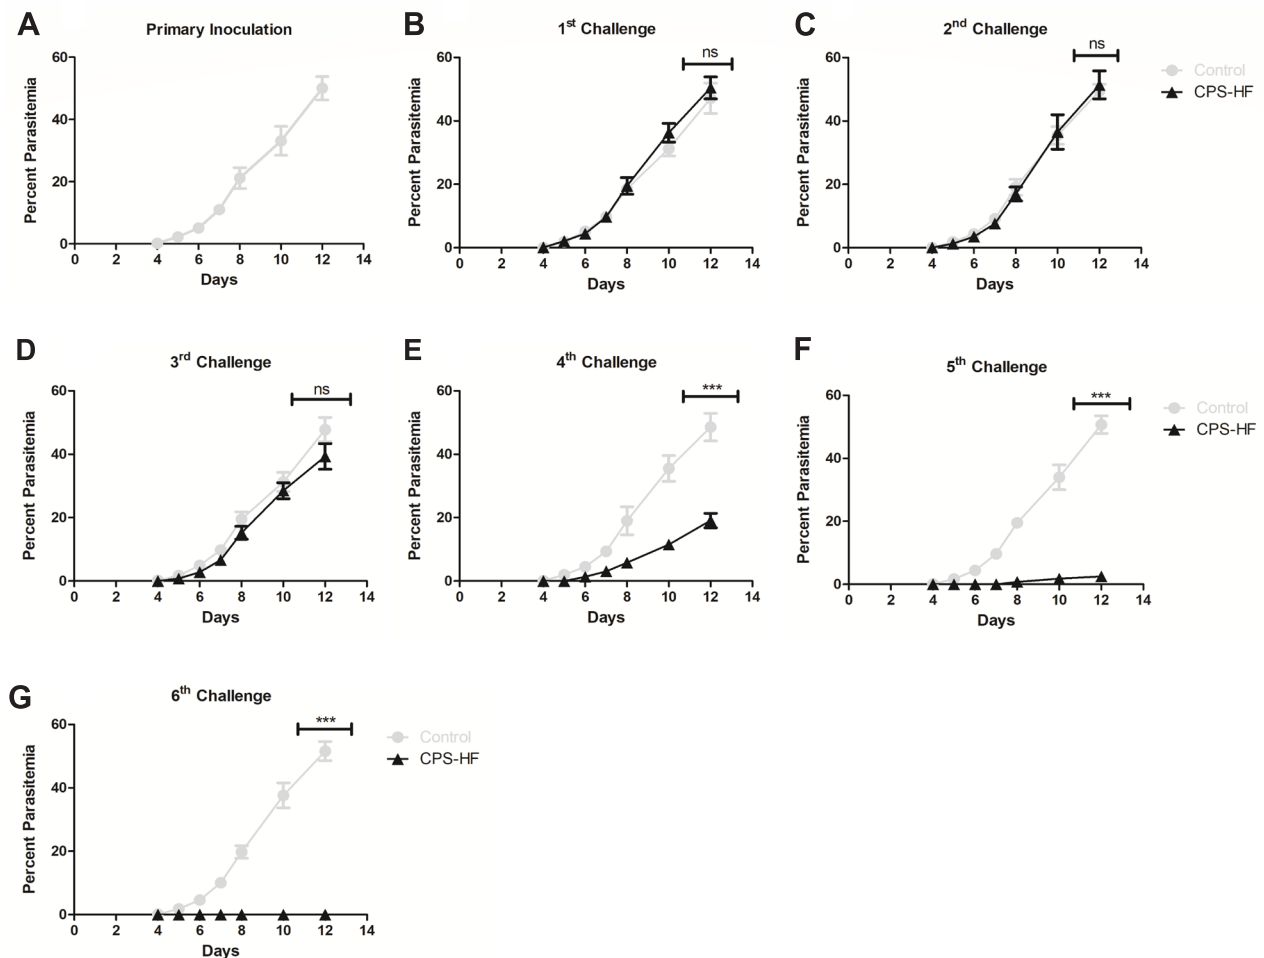 A
Primary Inoculation
Percent Parasitemia
60
40
20
0
0 2 4 6 8 10 12 14
Days
B
1st Challenge
ns
Percent Parasitemia
60
40
20
0
0 2 4 6 8 10 12 14
Days
C
2nd Challenge
ns
Percent Parasitemia
60
40
20
0
0 2 4 6 8 10 12 14
Days
Control
CPS-HF
D
3rd Challenge
ns
Percent Parasitemia
60
40
20
0
0 2 4 6 8 10 12 14
Days
E
4th Challenge
***
Percent Parasitemia
60
40
20
0
0 2 4 6 8 10 12 14
Days
F
5th Challenge
***
Percent Parasitemia
60
40
20
0
0 2 4 6 8 10 12 14
Days
Control
CPS-HF
G
6th Challenge
***
Percent Parasitemia
60
40
20
0
0 2 4 6 8 10 12 14
Days
Control
CPS-HF